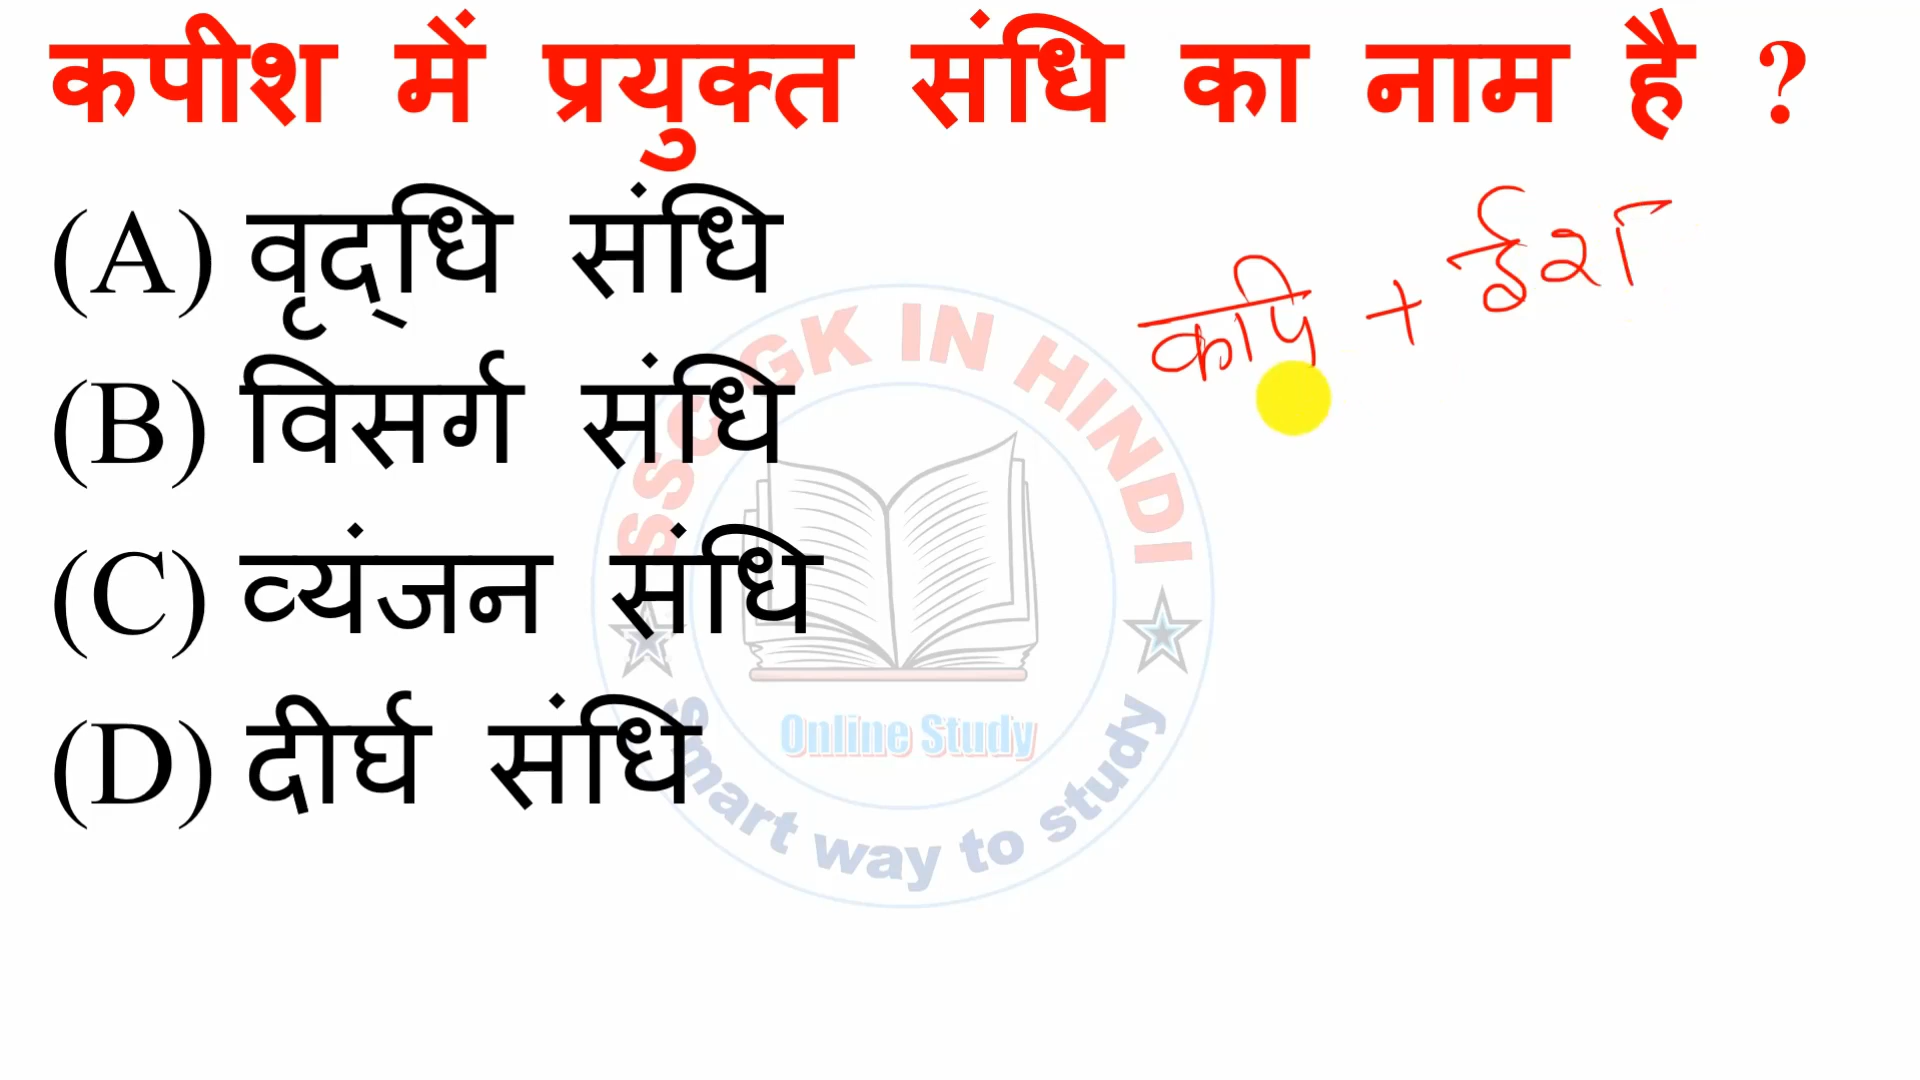 कपीश में प्रयुक्त संधि का नाम है ?
(A) वृद्‌धि संधि
कपि + ईश
(B) विसर्ग संधि
(C) व्यंजन संधि
(D) दीर्घ संधि
SSC GK IN HINDI
Online Study
Smart way to study